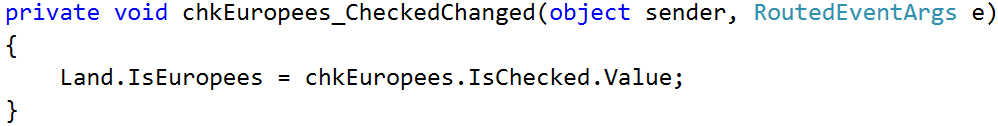 private void chkEuropees_CheckedChanged(object sender, RoutedEventArgs e)
{
    Land.IsEuropees = chkEuropees.IsChecked.Value;
}